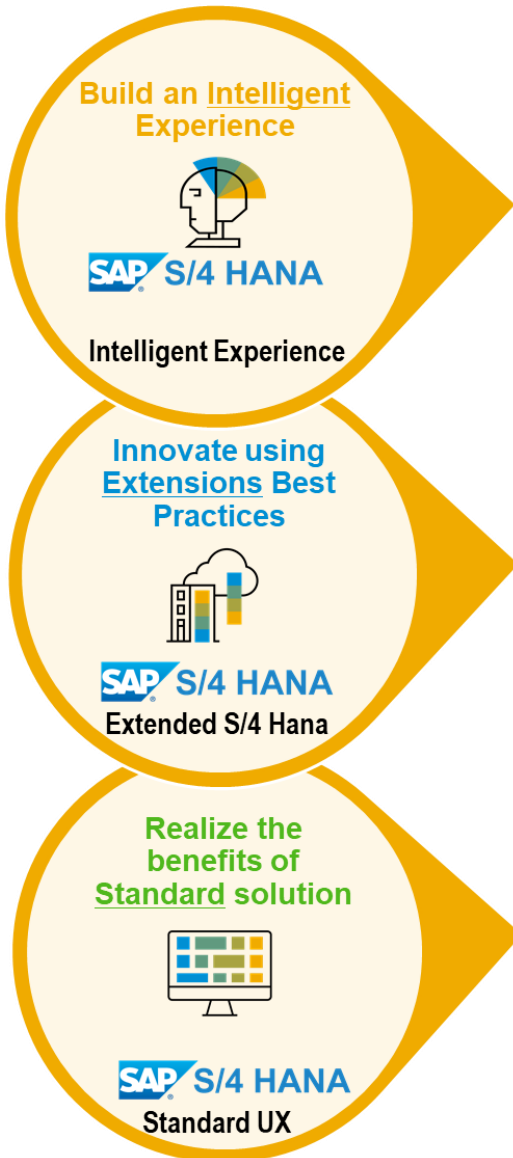 Build an Intelligent
Experience
SAP S/4 HANA
Intelligent Experience
Innovate using
Extensions Best
Practices
SAP S/4 HANA
Extended S/4 Hana
Realize the
benefits of
Standard solution
SAP S/4 HANA
Standard UX